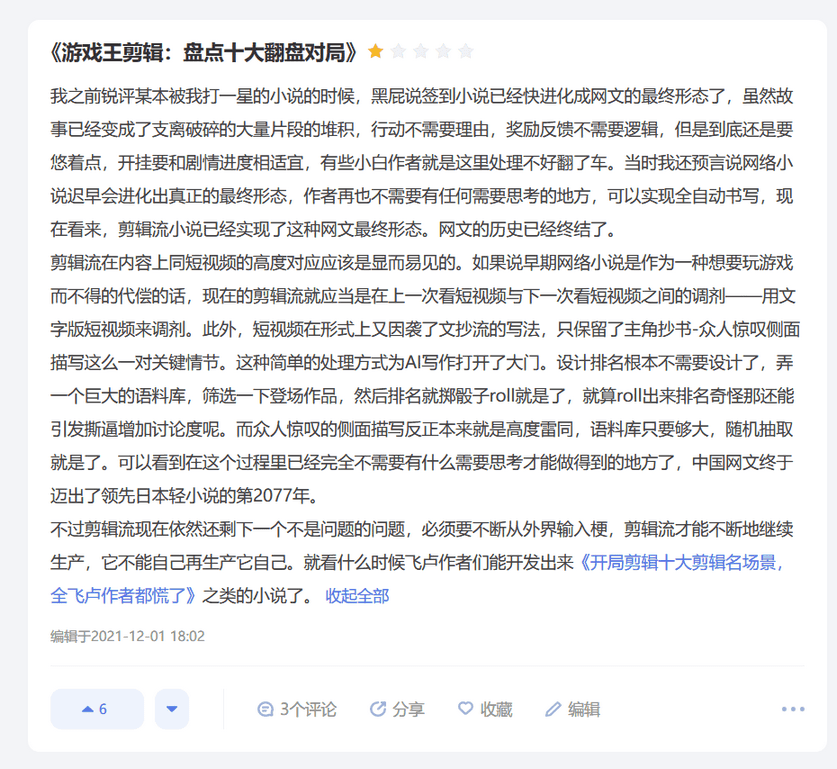 《游戏王剪辑：盘点十大翻盘对局》
我之前锐评某本被我打一星的小说的时候，黑屁说签到小说已经快进化成网文的最终形态了，虽然故
事已经变成了支离破碎的大量片段的堆积，行动不需要理由，奖励反馈不需要逻辑，但是到底还是要
悠着点，开挂要和剧情进度相适宜，有些小白作者就是这里处理不好翻了车。当时我还预言说网络小
说迟早会进化出真正的最终形态，作者再也不需要有任何需要思考的地方，可以实现全自动书写，现
在看来，剪辑流小说已经实现了这种网文最终形态。网文的历史已经终结了。
剪辑流在内容上同短视频的高度对应应该是显而易见的。如果说早期网络小说是作为一种想要玩游戏
而不得的代偿的话，现在的剪辑流就应当是在上一次看短视频与下一次看短视频之间的调剂——用文
字版短视频来调剂。此外，短视频在形式上又因袭了文抄流的写法，只保留了主角抄书-众人惊叹侧面
描写这么一对关键情节。这种简单的处理方式为AI写作打开了大门。设计排名根本不需要设计了，弄
一个巨大的语料库，筛选一下登场作品，然后排名就掷骰子roll就是了，就算roll出来排名奇怪那还能
引发撕逼增加讨论度呢。而众人惊叹的侧面描写反正本来就是高度雷同，语料库只要够大，随机抽取
就是了。可以看到在这个过程里已经完全不需要有什么需要思考才能做得到的地方了，中国网文终于
迈出了领先日本轻小说的第2077年。
不过剪辑流现在依然还剩下一个不是问题的问题，必须要不断从外界输入梗，剪辑流才能不断地继续
生产，它不能自己再生产它自己。就看什么时候飞卢作者们能开发出来《开局剪辑十大剪辑名场景，
全飞卢作者都慌了》之类的小说了。 收起全部
编辑于2021-12-01 18:02
6 3个评论 分享 收藏 编辑